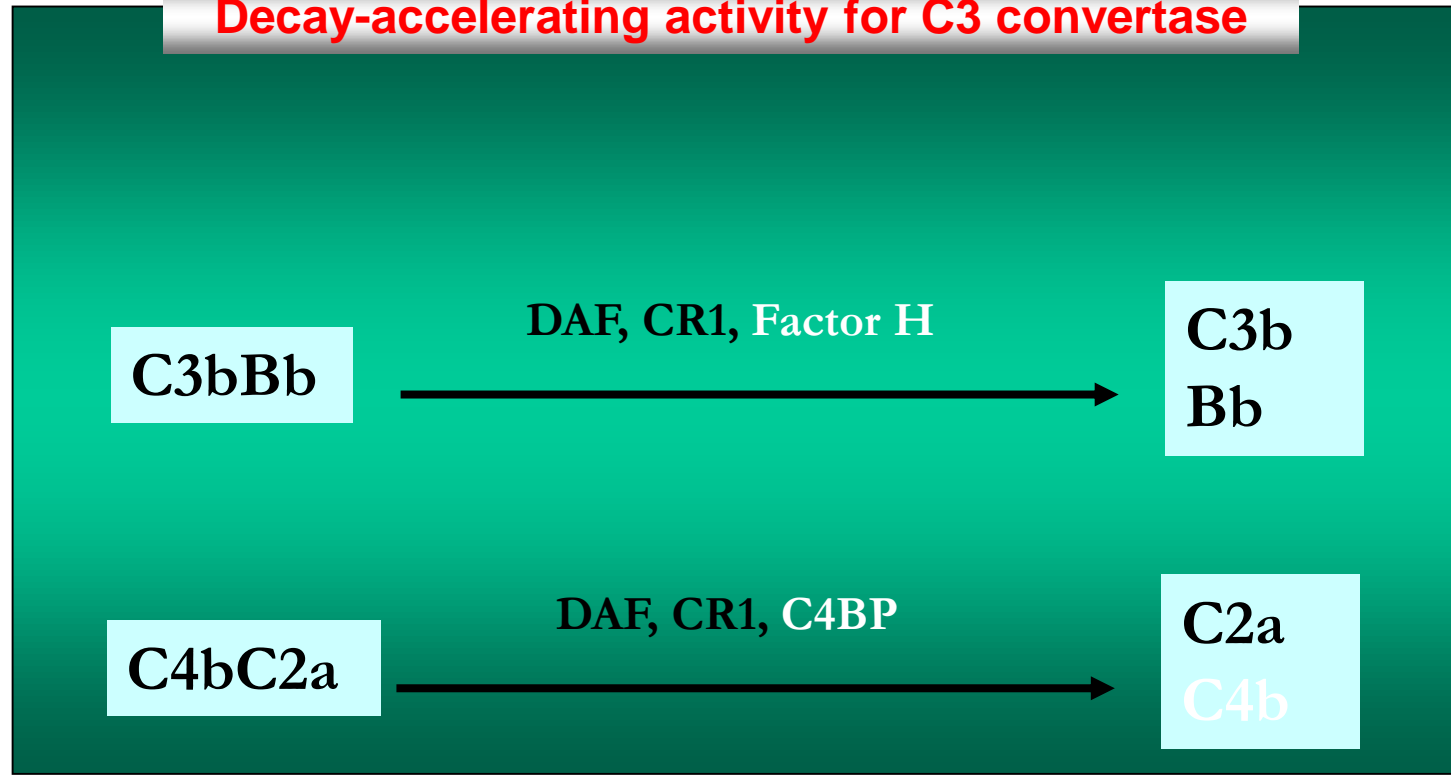 Decay-accelerating activity for C3 convertase
DAF, CR1, Factor H
C3bBb
C3b
Bb
DAF, CR1, C4BP
C4bC2a
C2a
C4b